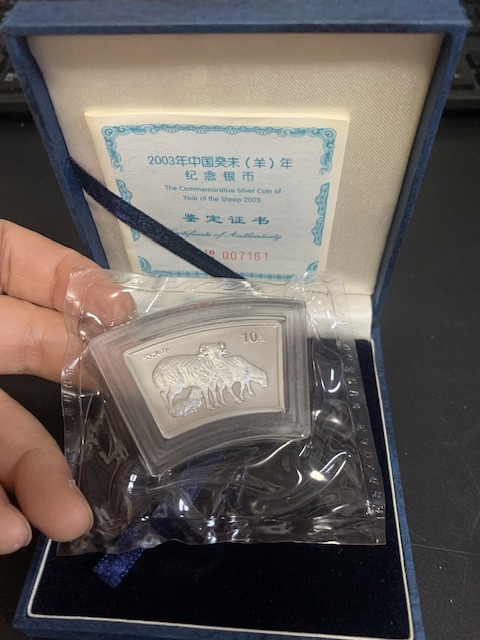 2003年中国癸未（羊）年
纪念银币
The Commemorative Silver Coin of
Year of the Sheep 2003
鉴定证书
Certificate of Authenticity
007161
10元